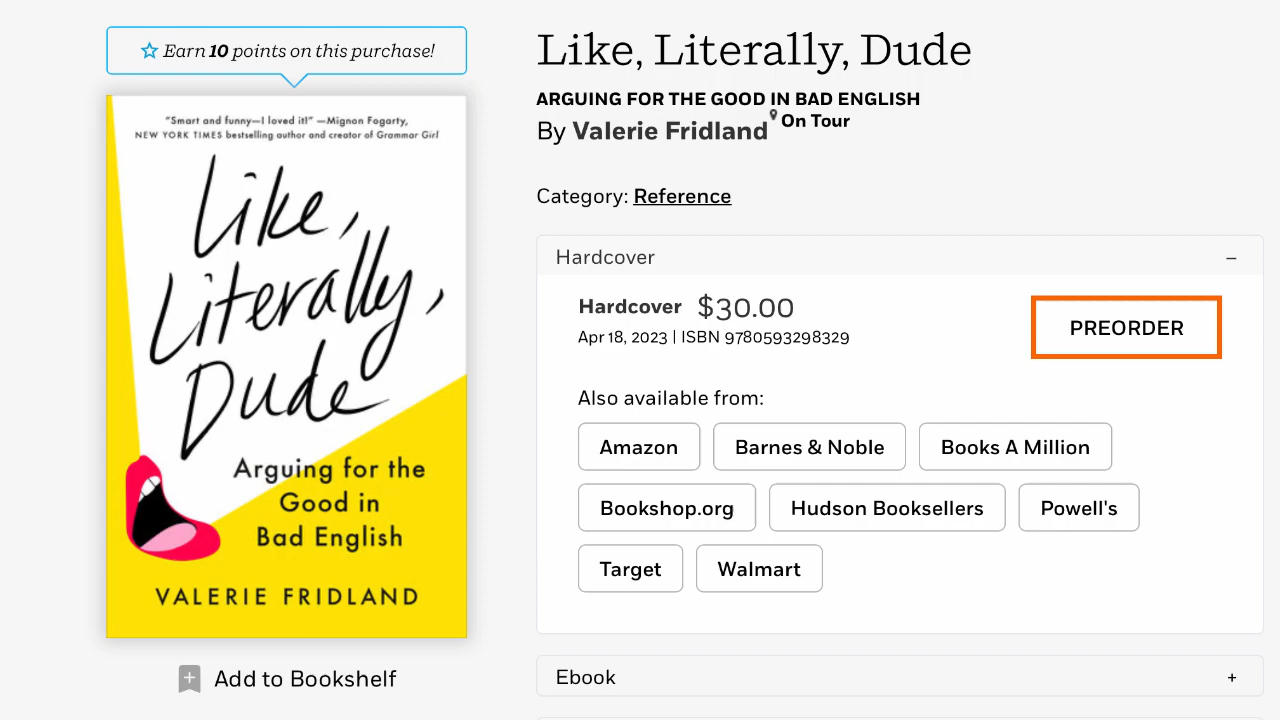 Earn 10 points on this purchase!
"Smart and funny—I loved it!" —Mignon Fogarty,
NEW YORK TIMES bestselling author and creator of Grammar Girl
Like,
Literally,
Dude
Arguing for the
Good in
Bad English
VALERIE FRIDLAND
Add to Bookshelf
Like, Literally, Dude
ARGUING FOR THE GOOD IN BAD ENGLISH
By Valerie Fridland On Tour
Category: Reference
Hardcover –
Hardcover $30.00
Apr 18, 2023 | ISBN 9780593298329
PREORDER
Also available from:
Amazon Barnes & Noble Books A Million
Bookshop.org Hudson Booksellers Powell's
Target Walmart
Ebook +